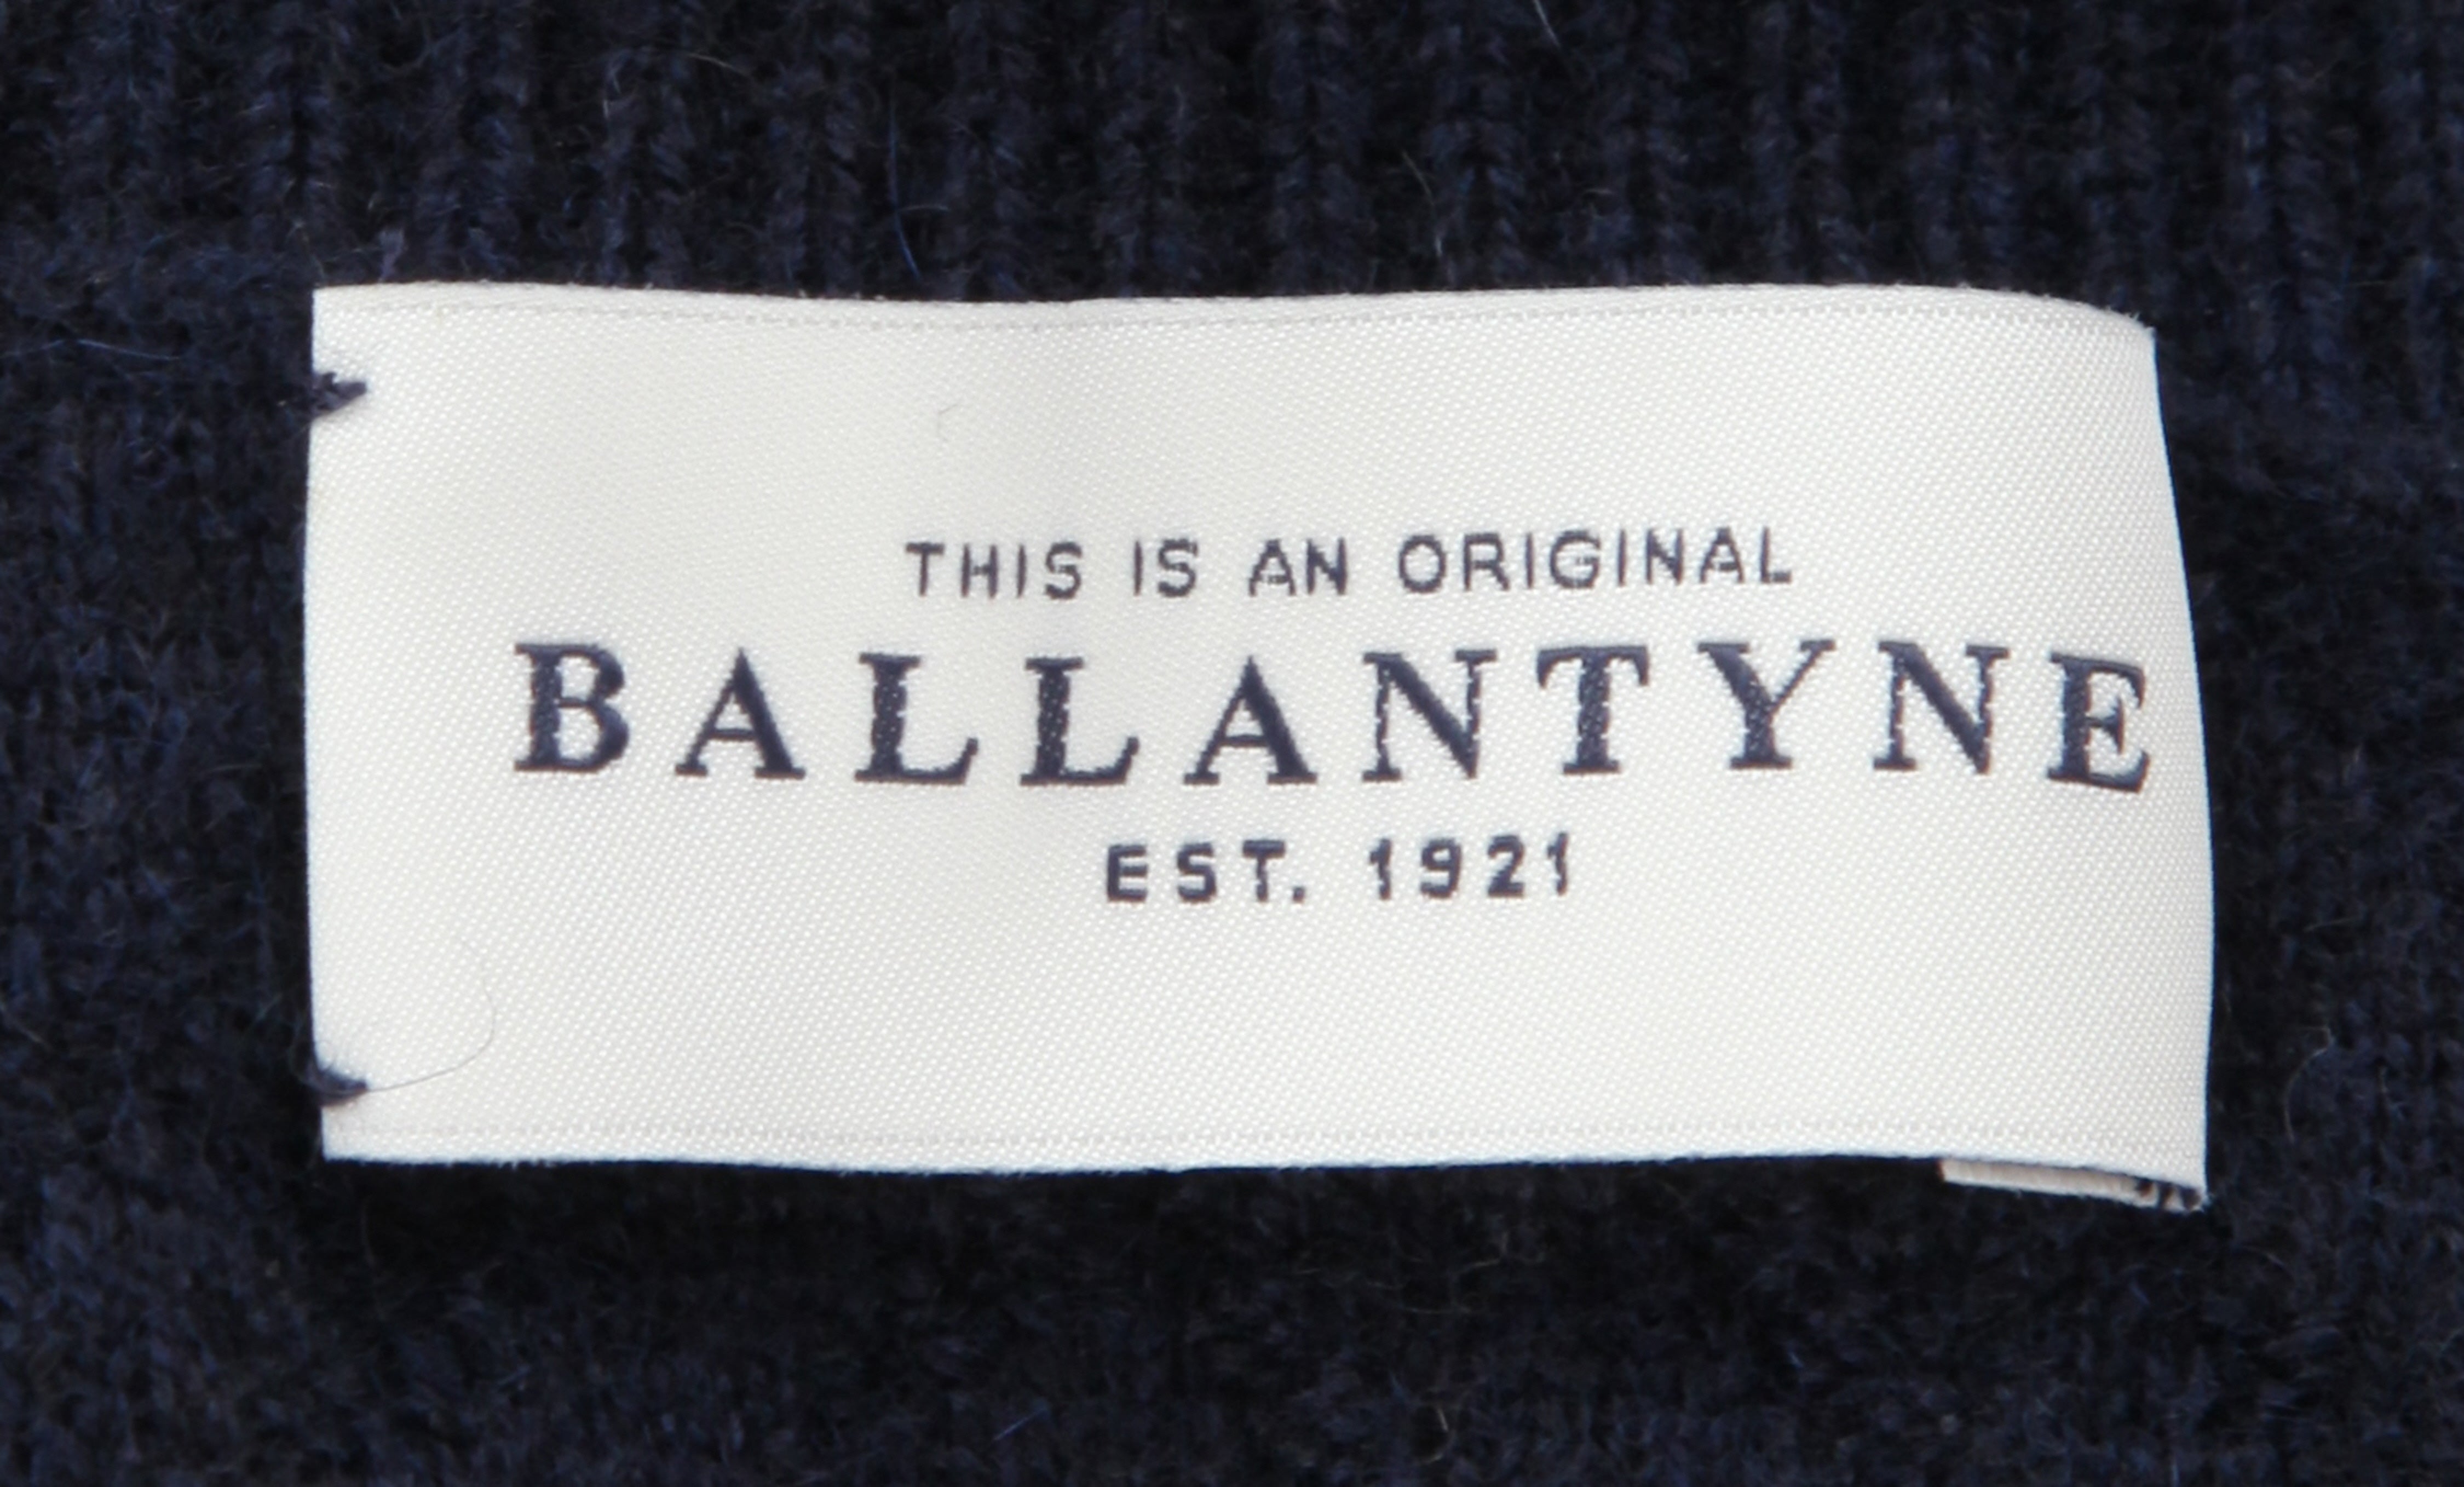 THIS IS AN ORIGINAL
BALLANTYNE
EST. 1921